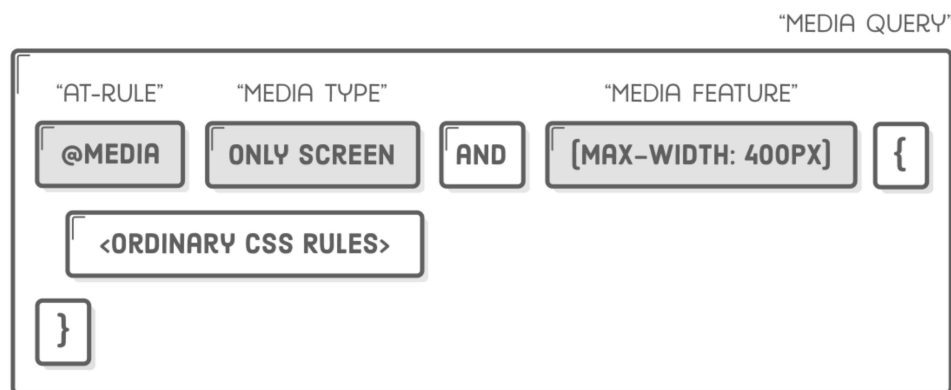 “MEDIA QUERY”
“AT-RULE” “MEDIA TYPE” “MEDIA FEATURE”
@MEDIA ONLY SCREEN AND (MAX-WIDTH: 400PX) {
<ORDINARY CSS RULES>
}